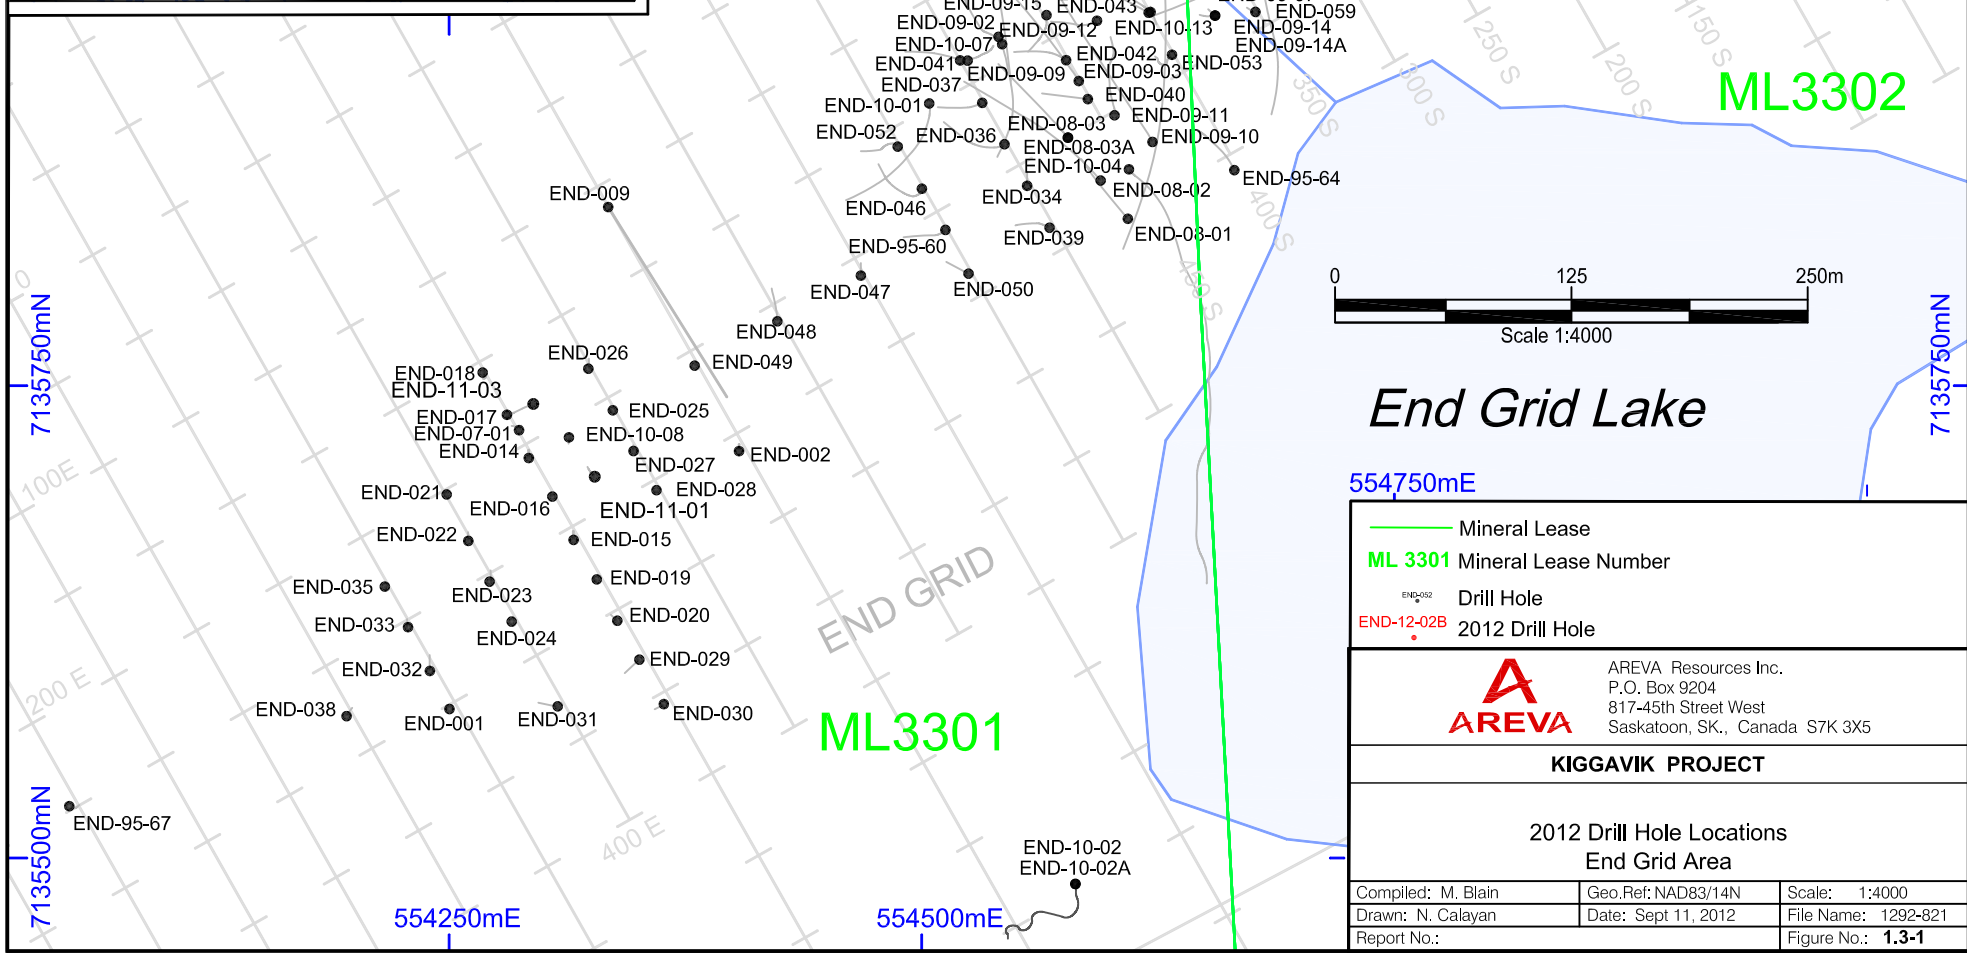 END-09-15
END-043
END-059
END-09-02
END-09-12
END-10-13
END-09-14
END-10-07
END-09-14A
END-041
END-09-09
END-042
END-053
END-037
END-09-03
END-10-01
END-040
END-052
END-036
END-08-03
END-09-11
END-08-03A
END-09-10
END-10-04
END-95-64
END-009
END-046
END-034
END-08-02
END-95-60
END-039
END-08-01
END-047
END-050
END-048
END-026
END-049
END-018
END-11-03
END-017
END-025
END-07-01
END-10-08
END-014
END-027
END-002
END-021
END-016
END-028
END-11-01
END-022
END-015
END-035
END-023
END-019
END-033
END-024
END-020
END-032
END-029
END-038
END-001
END-031
END-030
END-95-67
END-10-02
END-10-02A
0
100E
200 E
400 E
150 S
200 S
250 S
300 S
350 S
400 S
450 S
END GRID
ML3301
ML3302
7135750mN
7135500mN
7135750mN
554250mE
554500mE
554750mE
0 125 250m
Scale 1:4000
End Grid Lake
Mineral Lease
ML 3301 Mineral Lease Number
END-052 Drill Hole
END-12-02B 2012 Drill Hole
AREVA
AREVA Resources Inc.
P.O. Box 9204
817-45th Street West
Saskatoon, SK., Canada S7K 3X5
KIGGAVIK PROJECT
2012 Drill Hole Locations
End Grid Area
Compiled: M. Blain Geo.Ref: NAD83/14N Scale: 1:4000
Drawn: N. Calayan Date: Sept 11, 2012 File Name: 1292-821
Report No.: Figure No.: 1.3-1